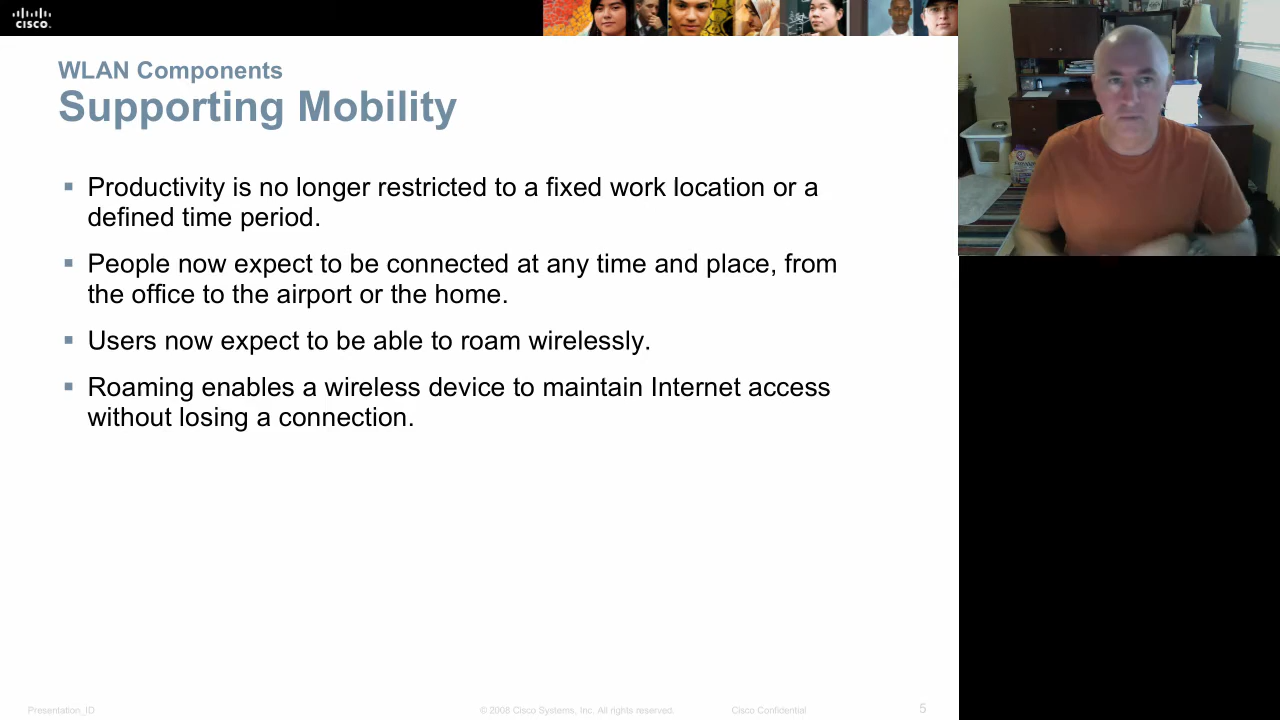 CISCO.
WLAN Components
Supporting Mobility
Productivity is no longer restricted to a fixed work location or a
defined time period.
People now expect to be connected at any time and place, from
the office to the airport or the home.
Users now expect to be able to roam wirelessly.
Roaming enables a wireless device to maintain Internet access
without losing a connection.
Presentation_ID
© 2008 Cisco Systems, Inc. All rights reserved.
Cisco Confidential
5